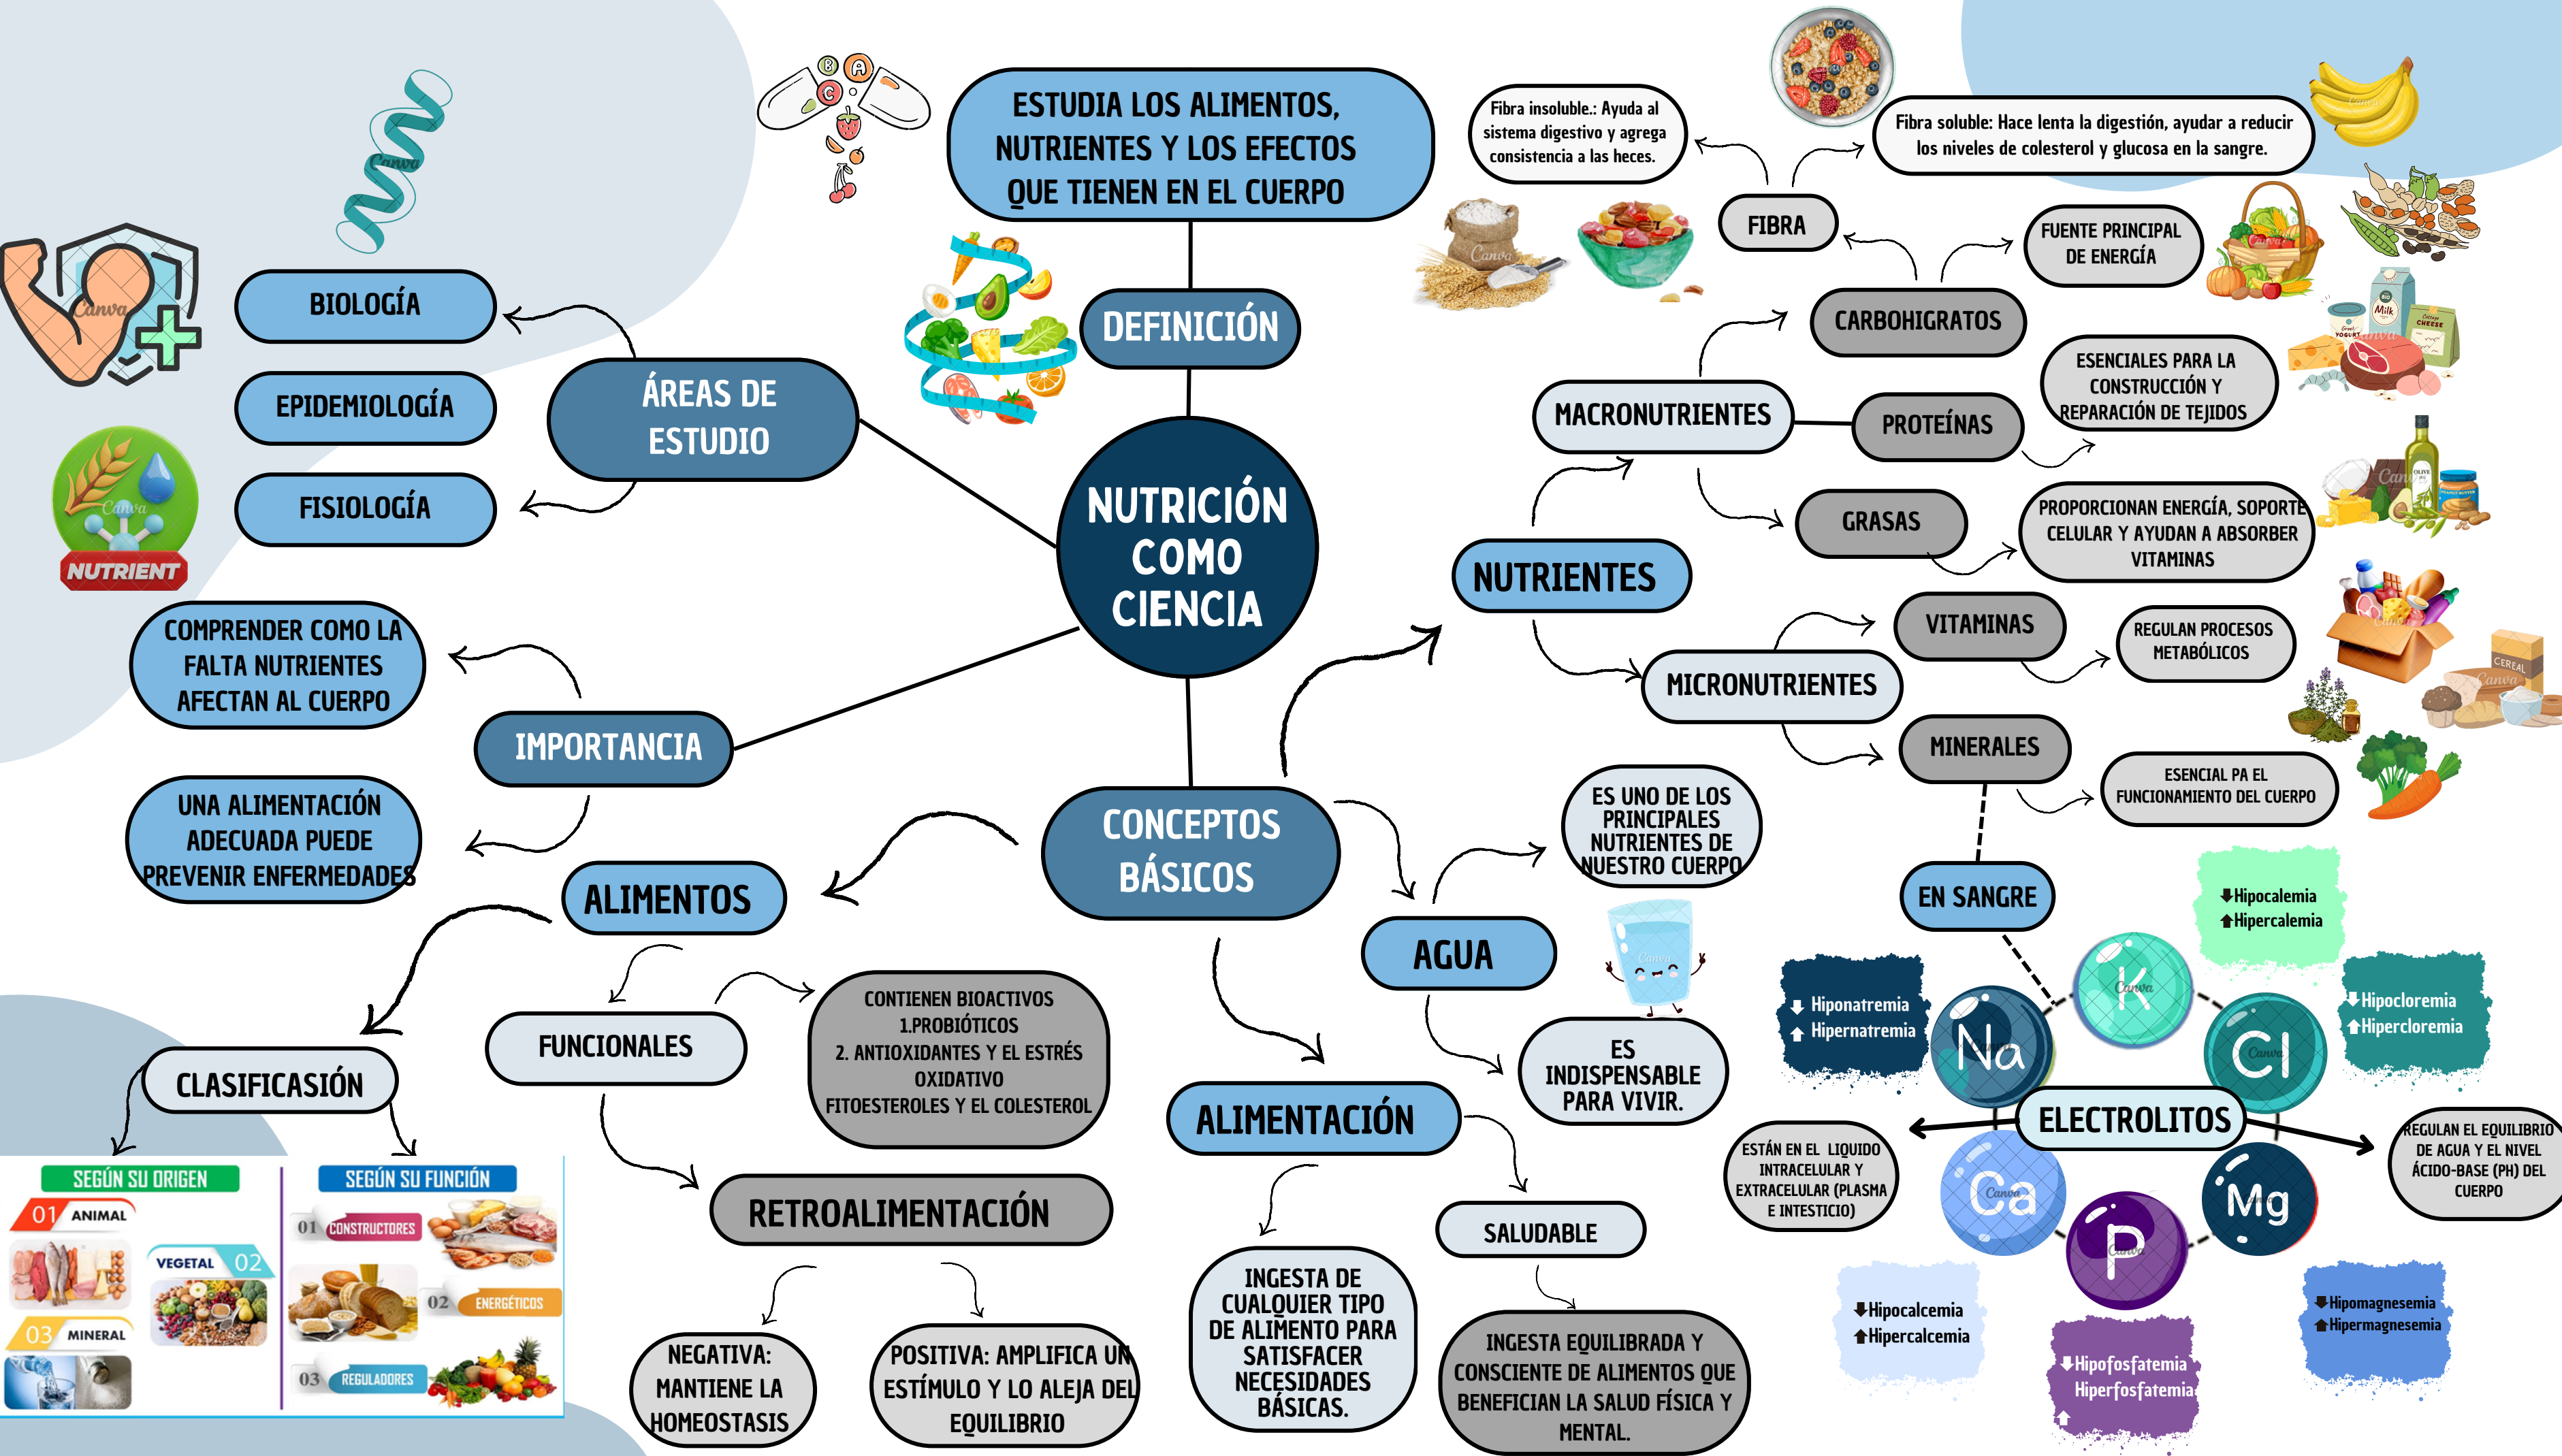 ESTUDIA LOS ALIMENTOS,
NUTRIENTES Y LOS EFECTOS
QUE TIENEN EN EL CUERPO
DEFINICIÓN
NUTRICIÓN
COMO
CIENCIA
ÁREAS DE
ESTUDIO
BIOLOGÍA
EPIDEMIOLOGÍA
FISIOLOGÍA
NUTRIENT
IMPORTANCIA
COMPRENDER COMO LA
FALTA NUTRIENTES
AFECTAN AL CUERPO
UNA ALIMENTACIÓN
ADECUADA PUEDE
PREVENIR ENFERMEDADES
CONCEPTOS
BÁSICOS
ALIMENTOS
CLASIFICASIÓN
SEGÚN SU ORIGEN
01 ANIMAL
VEGETAL 02
03 MINERAL
SEGÚN SU FUNCIÓN
01 CONSTRUCTORES
02 ENERGÉTICOS
03 REGULADORES
FUNCIONALES
CONTIENEN BIOACTIVOS
1.PROBIÓTICOS
2. ANTIOXIDANTES Y EL ESTRÉS
OXIDATIVO
FITOESTEROLES Y EL COLESTEROL
RETROALIMENTACIÓN
NEGATIVA:
MANTIENE LA
HOMEOSTASIS
POSITIVA: AMPLIFICA UN
ESTÍMULO Y LO ALEJA DEL
EQUILIBRIO
ALIMENTACIÓN
INGESTA DE
CUALQUIER TIPO
DE ALIMENTO PARA
SATISFACER
NECESIDADES
BÁSICAS.
SALUDABLE
INGESTA EQUILIBRADA Y
CONSCIENTE DE ALIMENTOS QUE
BENEFICIAN LA SALUD FÍSICA Y
MENTAL.
AGUA
ES UNO DE LOS
PRINCIPALES
NUTRIENTES DE
NUESTRO CUERPO
ES
INDISPENSABLE
PARA VIVIR.
NUTRIENTES
MACRONUTRIENTES
CARBOHIGRATOS
FIBRA
Fibra insoluble.: Ayuda al
sistema digestivo y agrega
consistencia a las heces.
Fibra soluble: Hace lenta la digestión, ayudar a reducir
los niveles de colesterol y glucosa en la sangre.
FUENTE PRINCIPAL
DE ENERGÍA
PROTEÍNAS
ESENCIALES PARA LA
CONSTRUCCIÓN Y
REPARACIÓN DE TEJIDOS
GRASAS
PROPORCIONAN ENERGÍA, SOPORTE
CELULAR Y AYUDAN A ABSORBER
VITAMINAS
MICRONUTRIENTES
VITAMINAS
REGULAN PROCESOS
METABÓLICOS
MINERALES
ESENCIAL PA EL
FUNCIONAMIENTO DEL CUERPO
EN SANGRE
ELECTROLITOS
ESTÁN EN EL LIQUIDO
INTRACELULAR Y
EXTRACELULAR (PLASMA
E INTESTICIO)
REGULAN EL EQUILIBRIO
DE AGUA Y EL NIVEL
ÁCIDO-BASE (PH) DEL
CUERPO
Na
⬇ Hiponatremia
⬆ Hipernatremia
K
⬇Hipocalemia
⬆Hipercalemia
Cl
⬇Hipocloremia
⬆Hipercloremia
Mg
⬇Hipomagnesemia
⬆Hipermagnesemia
P
⬇Hipofosfatemia
Hiperfosfatemia
⬆
Ca
⬇Hipocalcemia
⬆Hipercalcemia
B
A
C
BIO
Milk
YOGURT
CHEESE
OLIVE
CEREAL
Canva